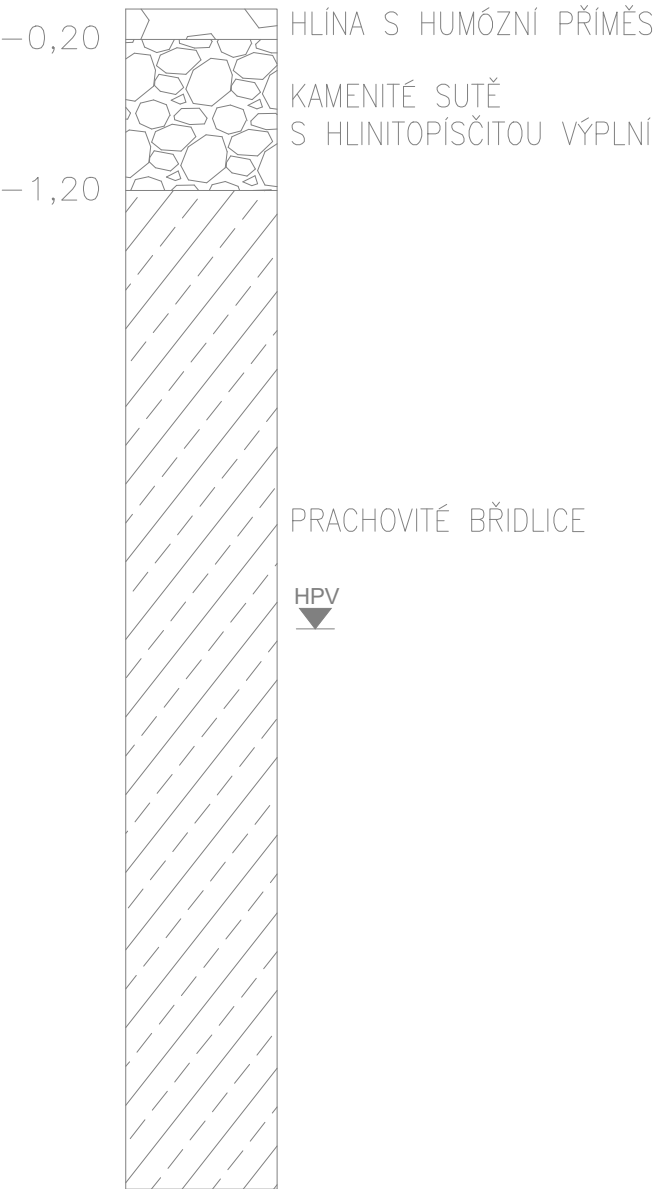 HLÍNA S HUMÓZNÍ PŘÍMĚS
−0,20
KAMENITÉ SUTĚ
S HLINITOPÍSČITOU VÝPLNÍ
−1,20
PRACHOVITÉ BŘIDLICE
HPV